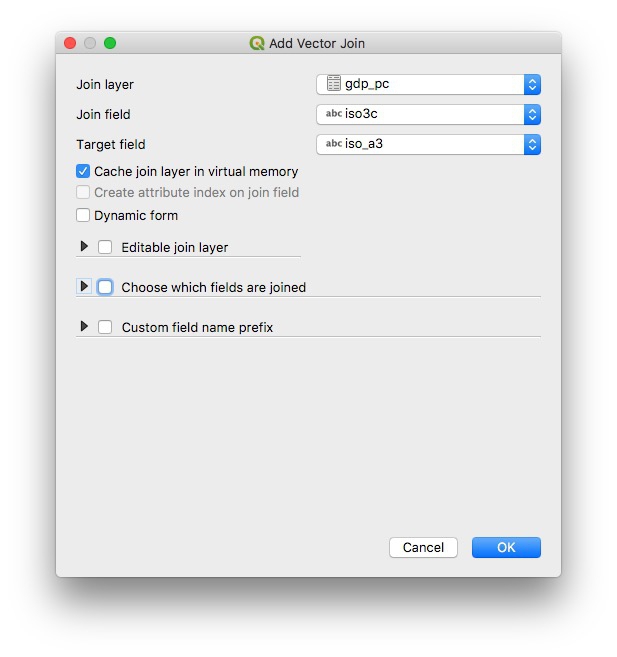 Add Vector Join
Join layer gdp_pc
Join field abc iso3c
Target field abc iso_a3
Cache join layer in virtual memory
Create attribute index on join field
Dynamic form
Editable join layer
Choose which fields are joined
Custom field name prefix
Cancel OK